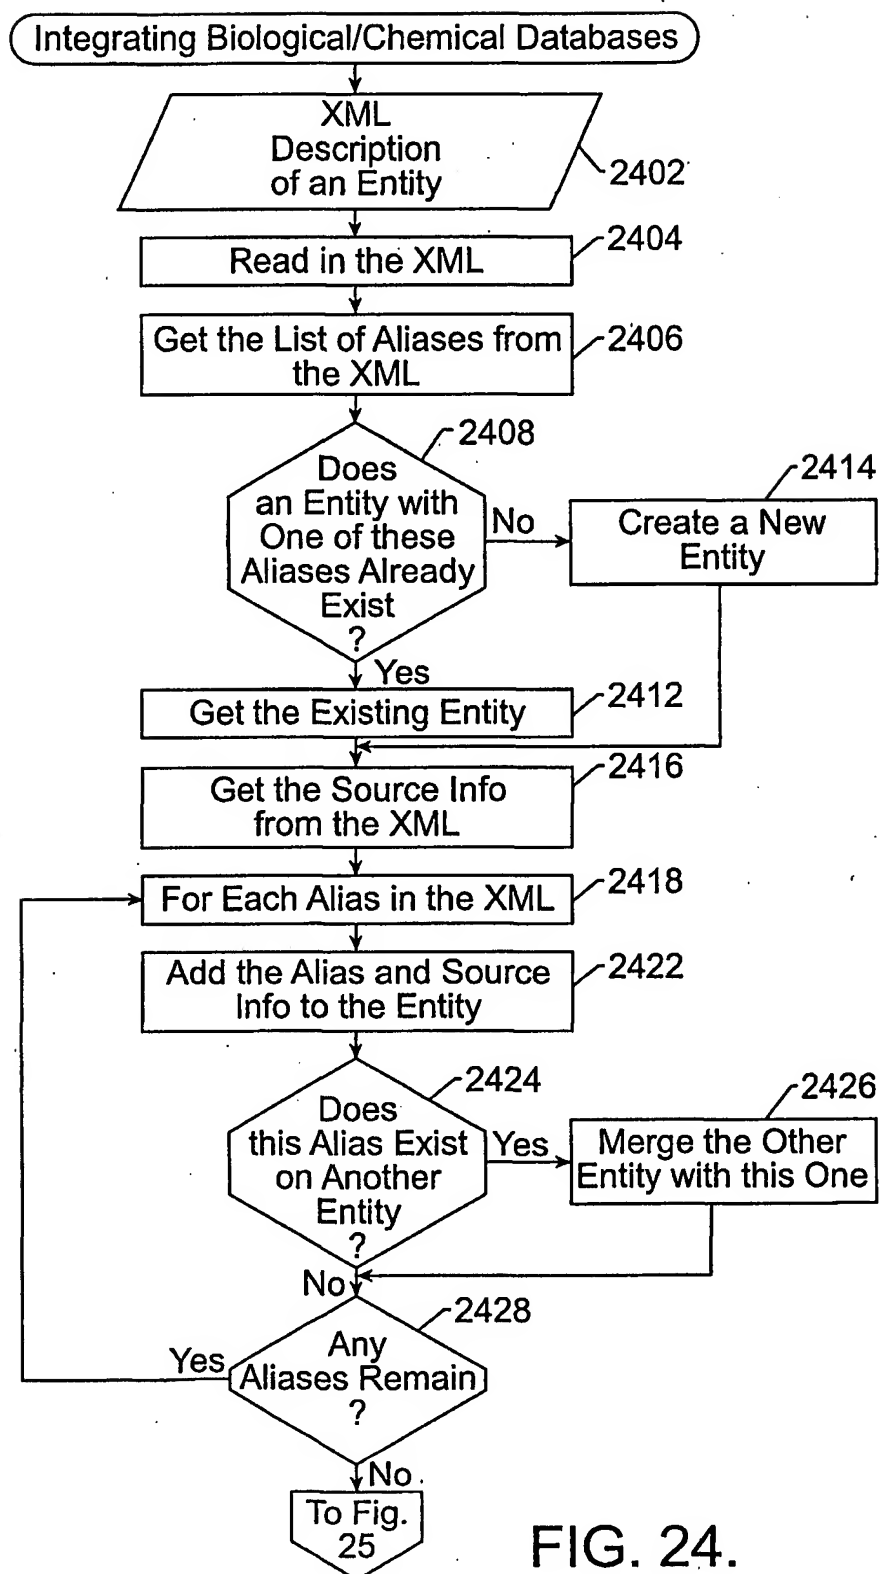 Integrating Biological/Chemical Databases
XML
Description
of an Entity
2402
Read in the XML
2404
Get the List of Aliases from
the XML
2406
2408
Does
an Entity with
One of these
Aliases Already
Exist
?
No
2414
Create a New
Entity
Yes
Get the Existing Entity
2412
Get the Source Info
from the XML
2416
For Each Alias in the XML
2418
Add the Alias and Source
Info to the Entity
2422
2424
Does
this Alias Exist
on Another
Entity
?
Yes
2426
Merge the Other
Entity with this One
No
2428
Any
Aliases Remain
?
Yes
No
To Fig.
25
FIG. 24.